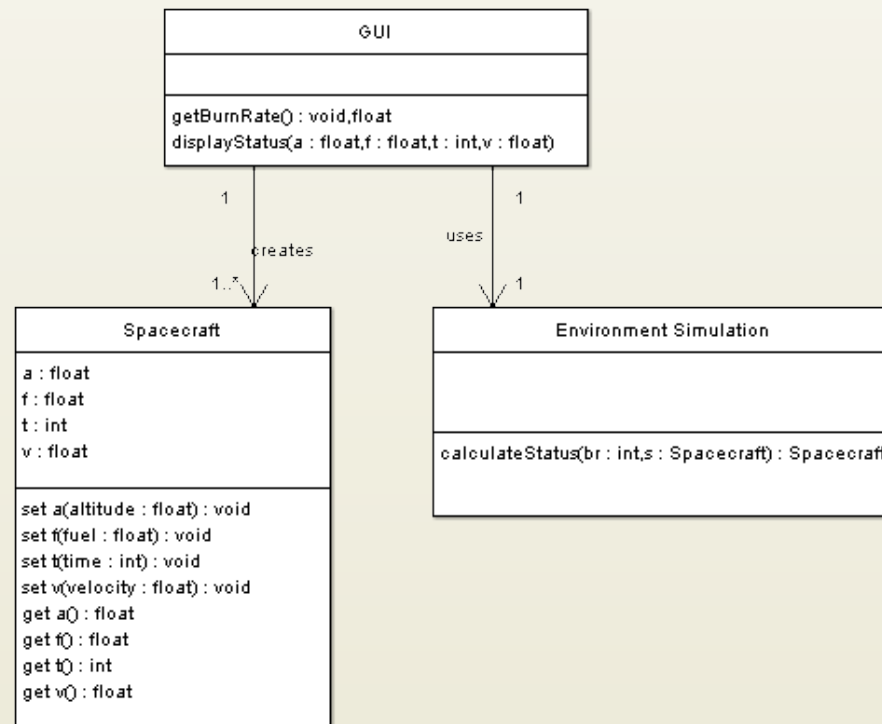 GUI
getBurnRate() : void,float
displayStatus(a : float,f : float,t : int,v : float)
1
1
creates
uses
1..*
1
Spacecraft
a : float
f : float
t : int
v : float
set a(altitude : float) : void
set f(fuel : float) : void
set t(time : int) : void
set v(velocity : float) : void
get a() : float
get f() : float
get t() : int
get v() : float
Environment Simulation
calculateStatus(br : int,s : Spacecraft) : Spacecraft